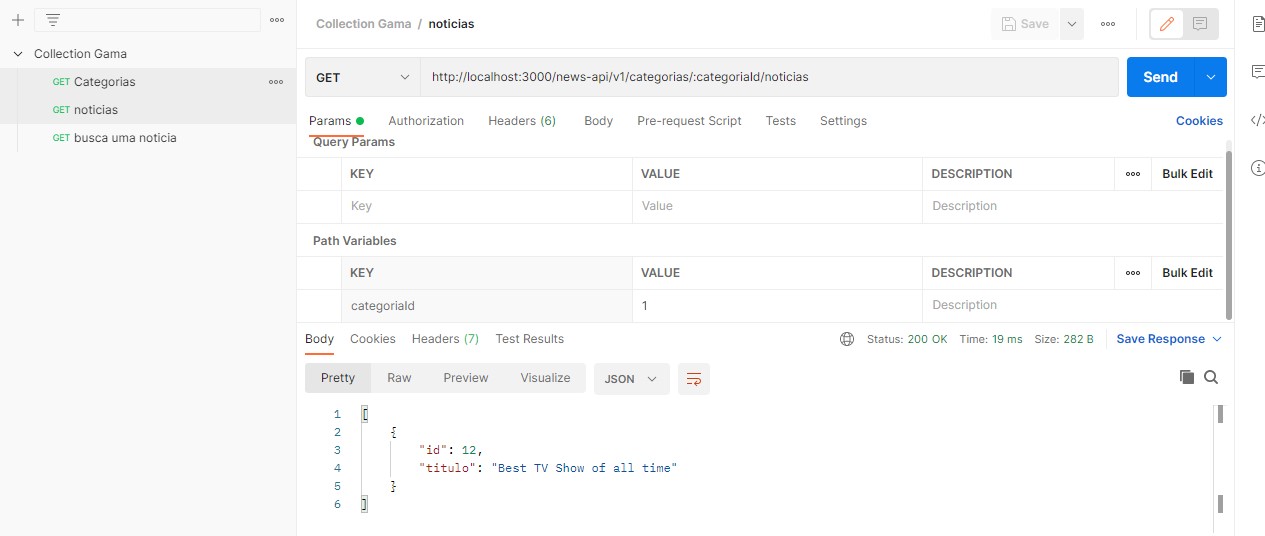 Collection Gama
GET Categorias
GET noticias
GET busca uma noticia
Collection Gama / noticias
Save
GET http://localhost:3000/news-api/v1/categorias/:categoriaId/noticias Send
Params Authorization Headers (6) Body Pre-request Script Tests Settings Cookies
Query Params
KEY VALUE DESCRIPTION Bulk Edit
Key Value Description
Path Variables
KEY VALUE DESCRIPTION Bulk Edit
categoriaId 1 Description
Body Cookies Headers (7) Test Results Status: 200 OK Time: 19 ms Size: 282 B Save Response
Pretty Raw Preview Visualize JSON
1 [
2 {
3 "id": 12,
4 "titulo": "Best TV Show of all time"
5 }
6 ]